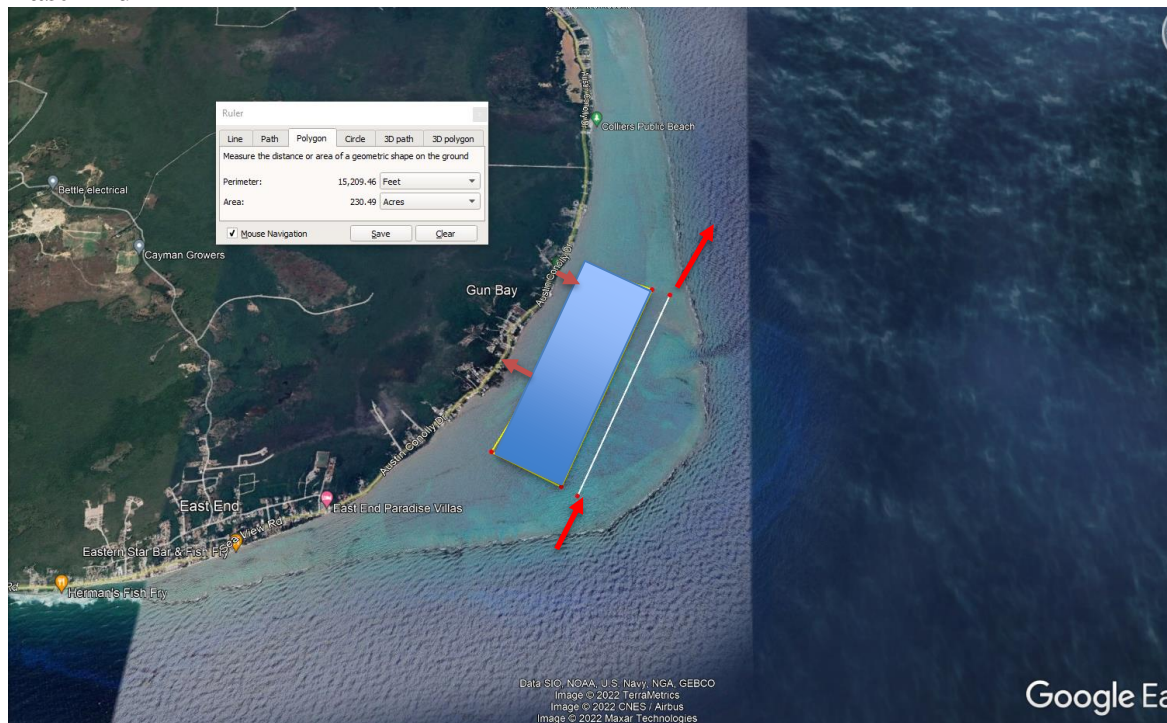 Colliers Public Beach
Ruler
Line Path Polygon Circle 3D path 3D polygon
Measure the distance or area of a geometric shape on the ground
Perimeter: 15,209.46 Feet
Area: 230.49 Acres
Mouse Navigation Save Clear
Bettle electrical
Cayman Growers
Gun Bay
Austin Conolly Dr
Austin Conolly Dr
East End
East End Paradise Villas
Sea View Rd
Eastern Star Bar & Fish Fry
Rd
Herman's Fish Fry
Data SIO, NOAA, U.S. Navy, NGA, GEBCO
Image © 2022 TerraMetrics
Image © 2022 CNES / Airbus
Image © 2022 Maxar Technologies
Google Ea